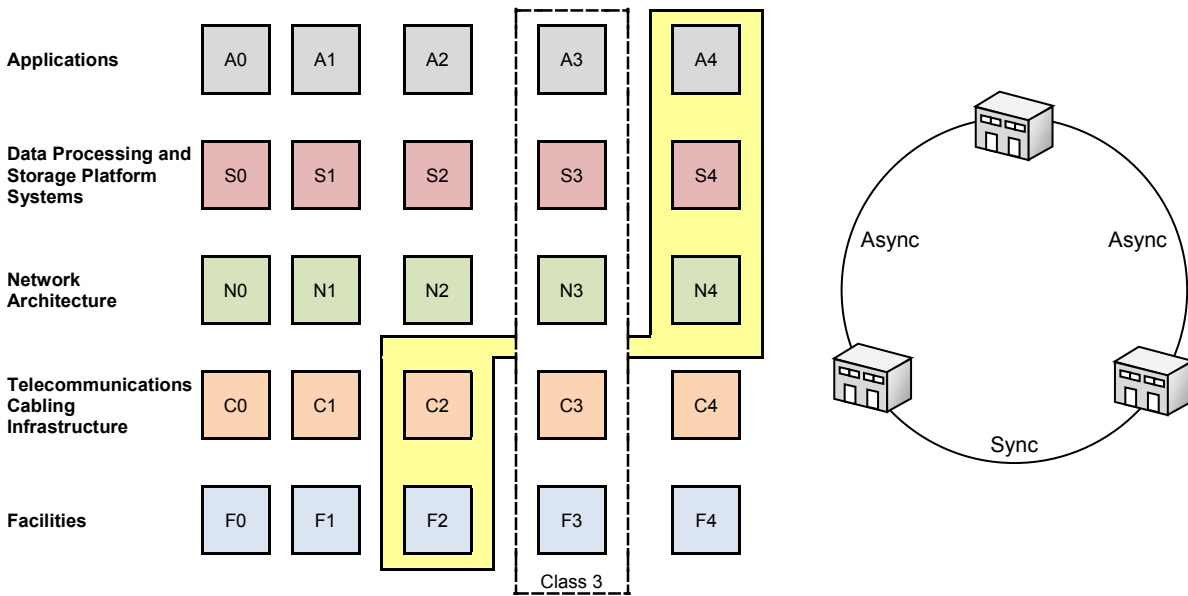 Applications
A0 A1 A2 A3 A4
Data Processing and
Storage Platform
Systems
S0 S1 S2 S3 S4
Network
Architecture
N0 N1 N2 N3 N4
Telecommunications
Cabling
Infrastructure
C0 C1 C2 C3 C4
Facilities
F0 F1 F2 F3 F4
Class 3
Async Async
Sync